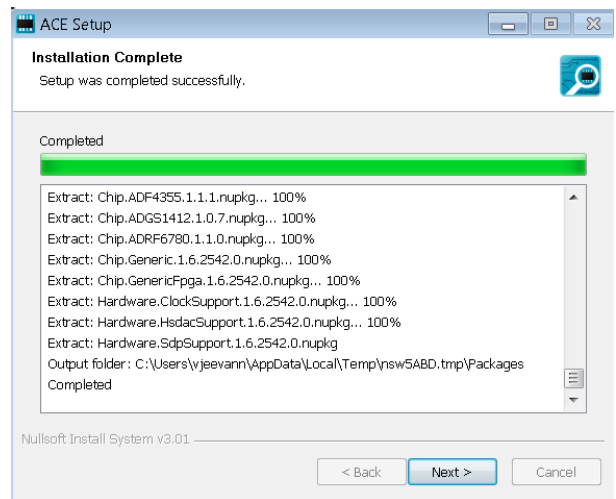 ACE Setup
Installation Complete
Setup was completed successfully.
Completed
Extract: Chip.ADF4355.1.1.1.nupkg... 100%
Extract: Chip.ADGS1412.1.0.7.nupkg... 100%
Extract: Chip.ADRF6780.1.1.0.nupkg... 100%
Extract: Chip.Generic.1.6.2542.0.nupkg... 100%
Extract: Chip.GenericFpga.1.6.2542.0.nupkg... 100%
Extract: Hardware.ClockSupport.1.6.2542.0.nupkg... 100%
Extract: Hardware.HsdacSupport.1.6.2542.0.nupkg... 100%
Extract: Hardware.SdpSupport.1.6.2542.0.nupkg
Output folder: C:\Users\vjeevann\AppData\Local\Temp\nsw5ABD.tmp\Packages
Completed
Nullsoft Install System v3.01
< Back Next > Cancel